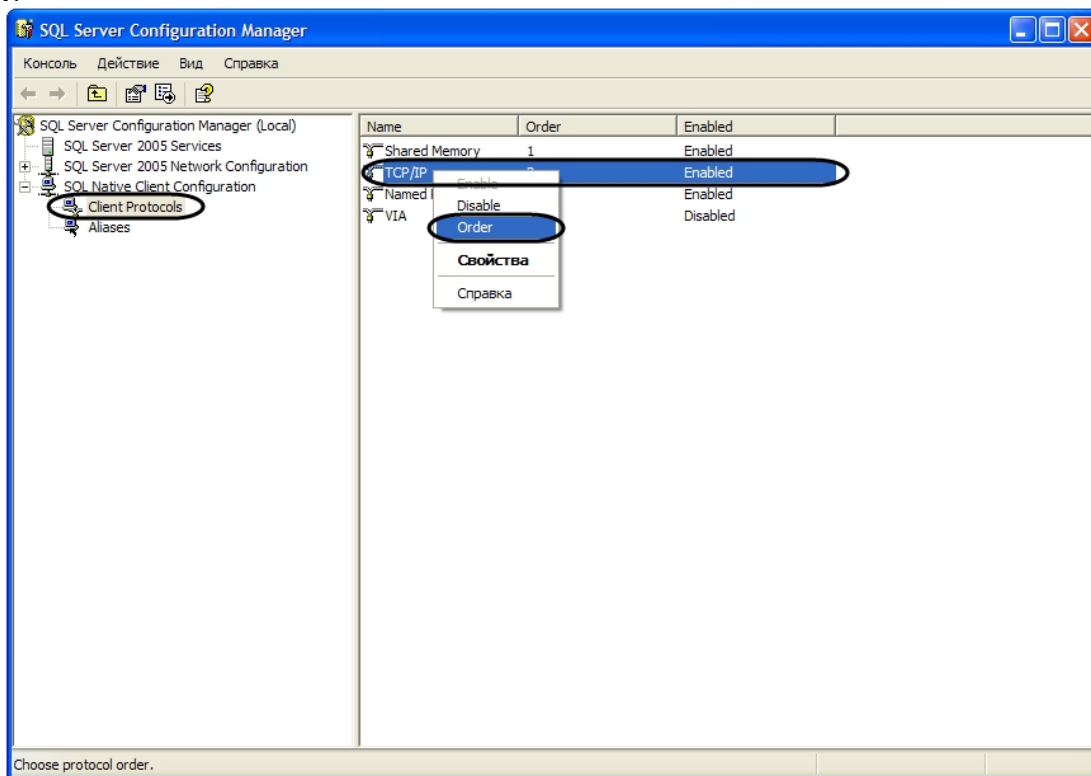 SQL Server Configuration Manager
Консоль Действие Вид Справка
SQL Server Configuration Manager (Local)
SQL Server 2005 Services
SQL Server 2005 Network Configuration
SQL Native Client Configuration
Client Protocols
Aliases
Name Order Enabled
Shared Memory 1 Enabled
TCP/IP Enabled
Named Enabled
VIA Disabled
Enable
Disable
Order
Свойства
Справка
Choose protocol order.